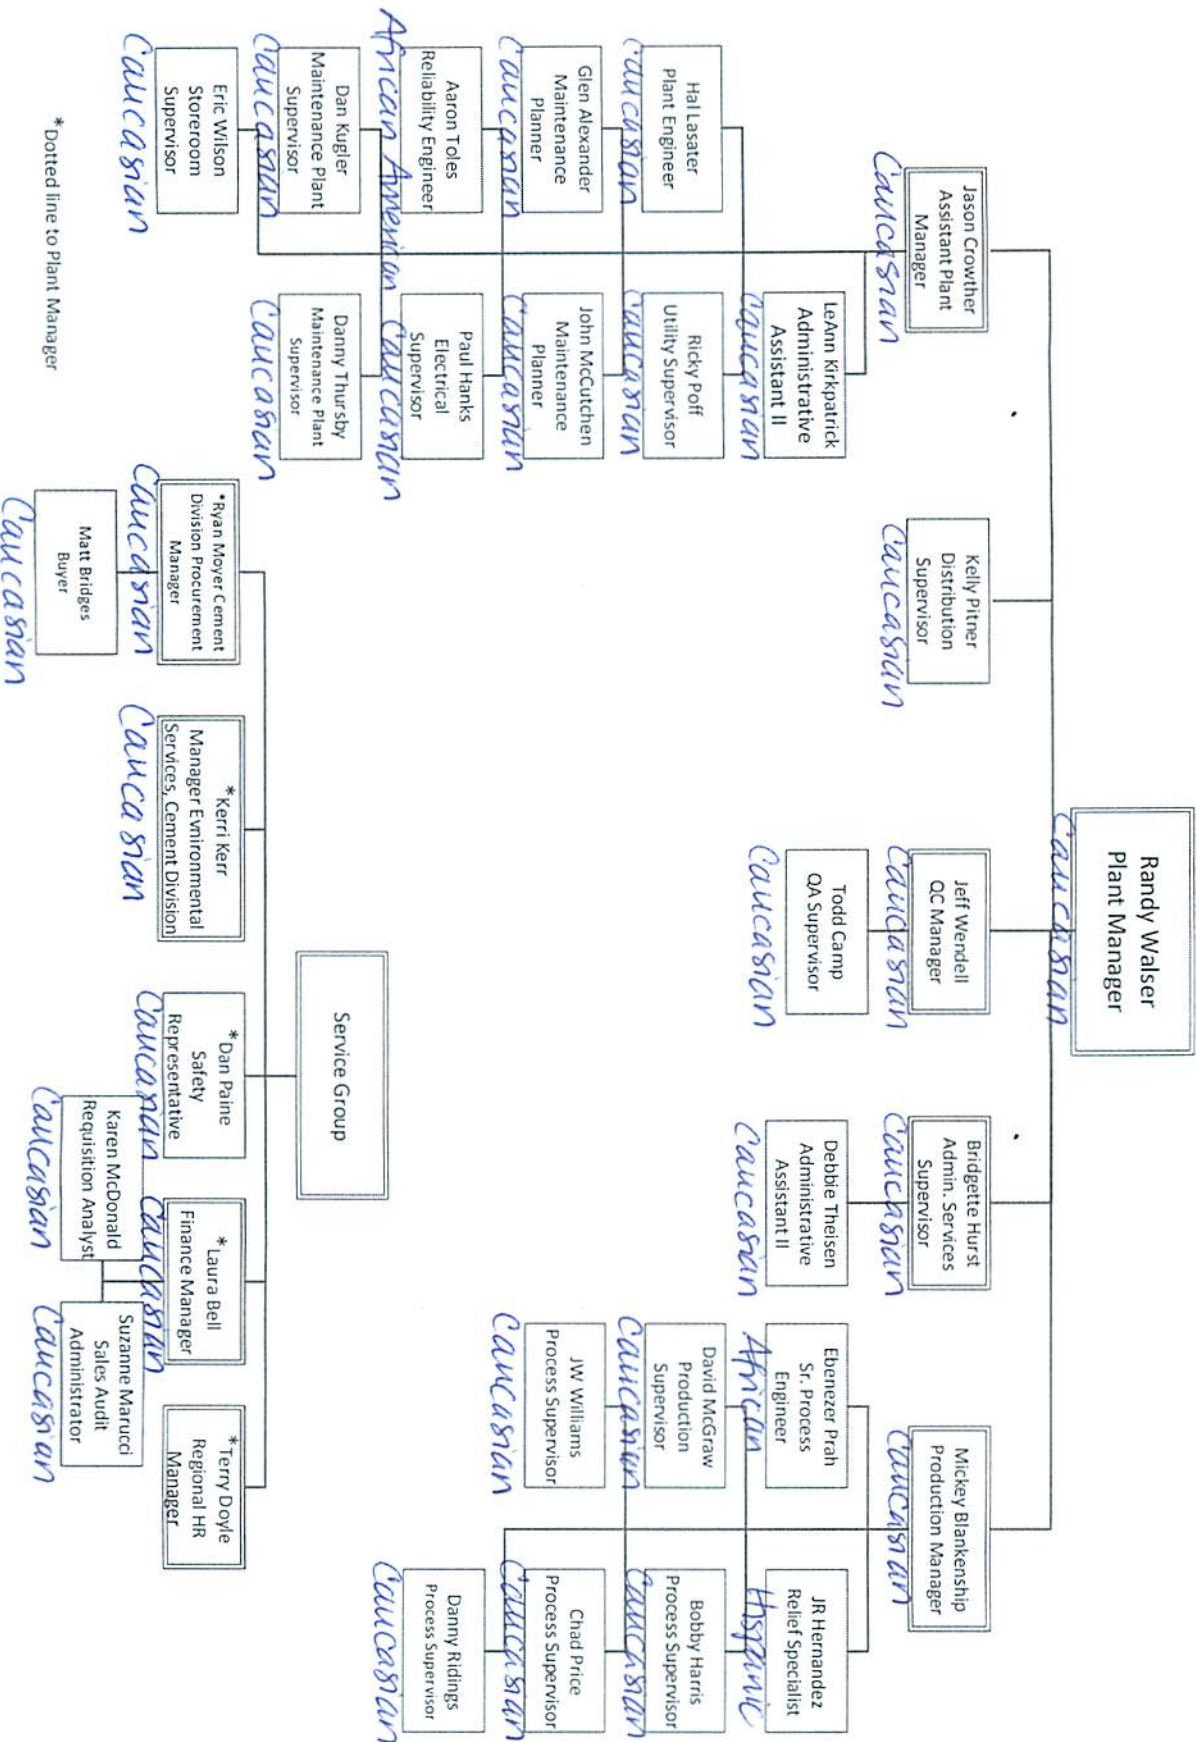 Randy Walser
Plant Manager
Caucasian
Jason Crowther
Assistant Plant
Manager
Caucasian
Kelly Pitner
Distribution
Supervisor
Caucasian
Jeff Wendell
QC Manager
Caucasian
Bridgette Hurst
Admin. Services
Supervisor
Caucasian
Mickey Blankenship
Production Manager
Caucasian
LeAnn Kirkpatrick
Administrative
Assistant II
Caucasian
Todd Camp
QA Supervisor
Caucasian
Debbie Theisen
Administrative
Assistant II
Caucasian
Ebenezer Prah
Sr. Process
Engineer
African
JR Hernandez
Relief Specialist
Hispanic
Hal Lasater
Plant Engineer
Caucasian
Ricky Poff
Utility Supervisor
Caucasian
David McGraw
Production
Supervisor
Caucasian
Bobby Harris
Process Supervisor
Caucasian
Glen Alexander
Maintenance
Planner
Caucasian
John McCutchen
Maintenance
Planner
Caucasian
JW Williams
Process Supervisor
Caucasian
Chad Price
Process Supervisor
Caucasian
Aaron Toles
Reliability Engineer
African American
Paul Hanks
Electrical
Supervisor
Caucasian
Danny Ridings
Process Supervisor
Caucasian
Dan Kugler
Maintenance Plant
Supervisor
Caucasian
Danny Thursby
Maintenance Plant
Supervisor
Caucasian
Eric Wilson
Storeroom
Supervisor
Caucasian
Service Group
*Ryan Moyer Cement
Division Procurement
Manager
Caucasian
*Kerri Kerr
Manager Evnironmental
Services, Cement Division
Caucasian
*Dan Paine
Safety
Representative
Caucasian
*Laura Bell
Finance Manager
Caucasian
*Terry Doyle
Regional HR
Manager
Matt Bridges
Buyer
Caucasian
Karen McDonald
Requisition Analyst
Caucasian
Suzanne Marucci
Sales Audit
Administrator
Caucasian
*Dotted line to Plant Manager